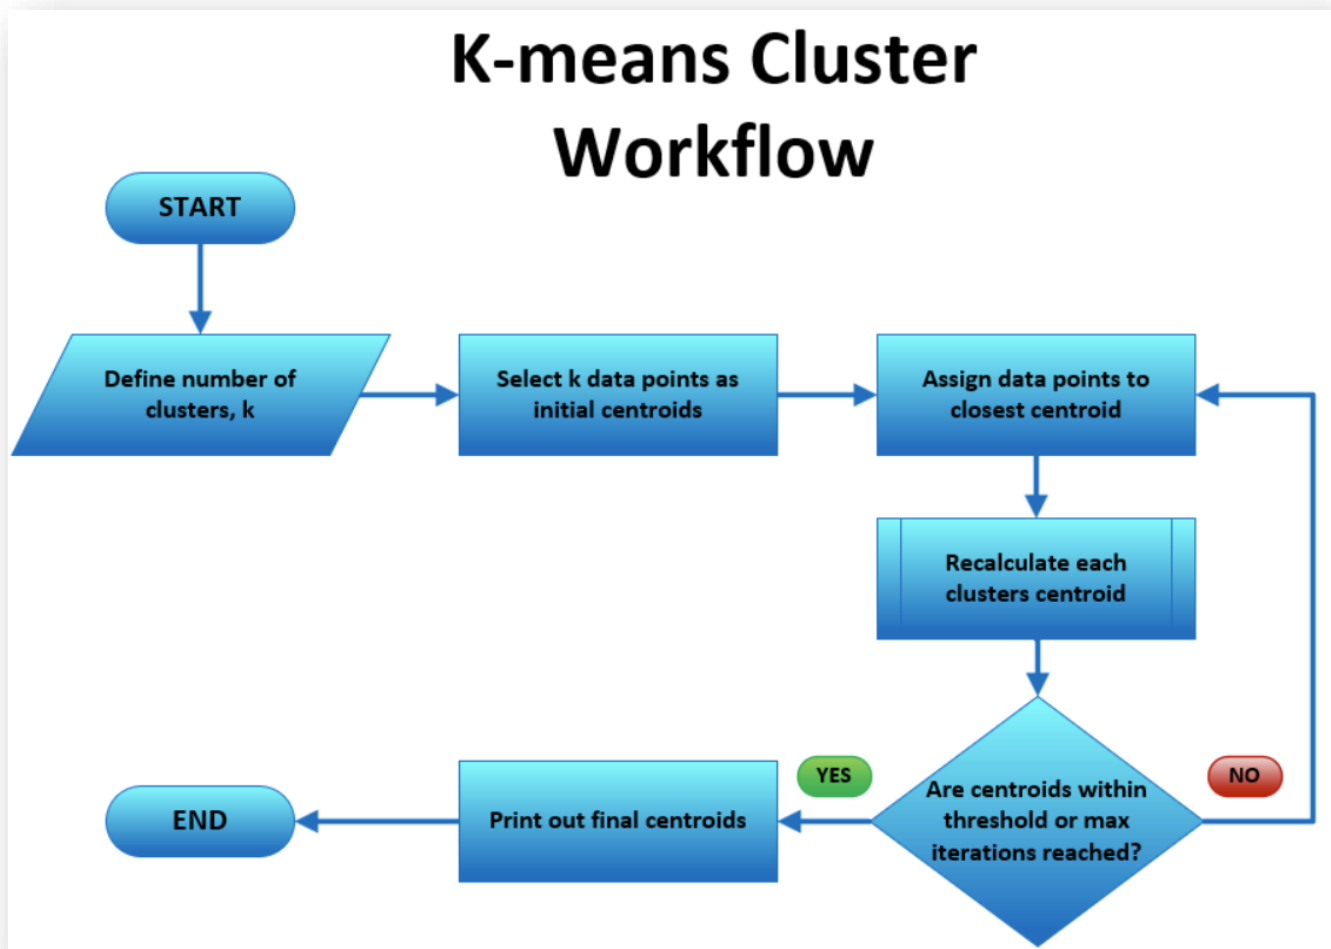 K-means Cluster
Workflow
START
Define number of
clusters, k
Select k data points as
initial centroids
Assign data points to
closest centroid
Recalculate each
clusters centroid
Are centroids within
threshold or max
iterations reached?
NO
YES
Print out final centroids
END